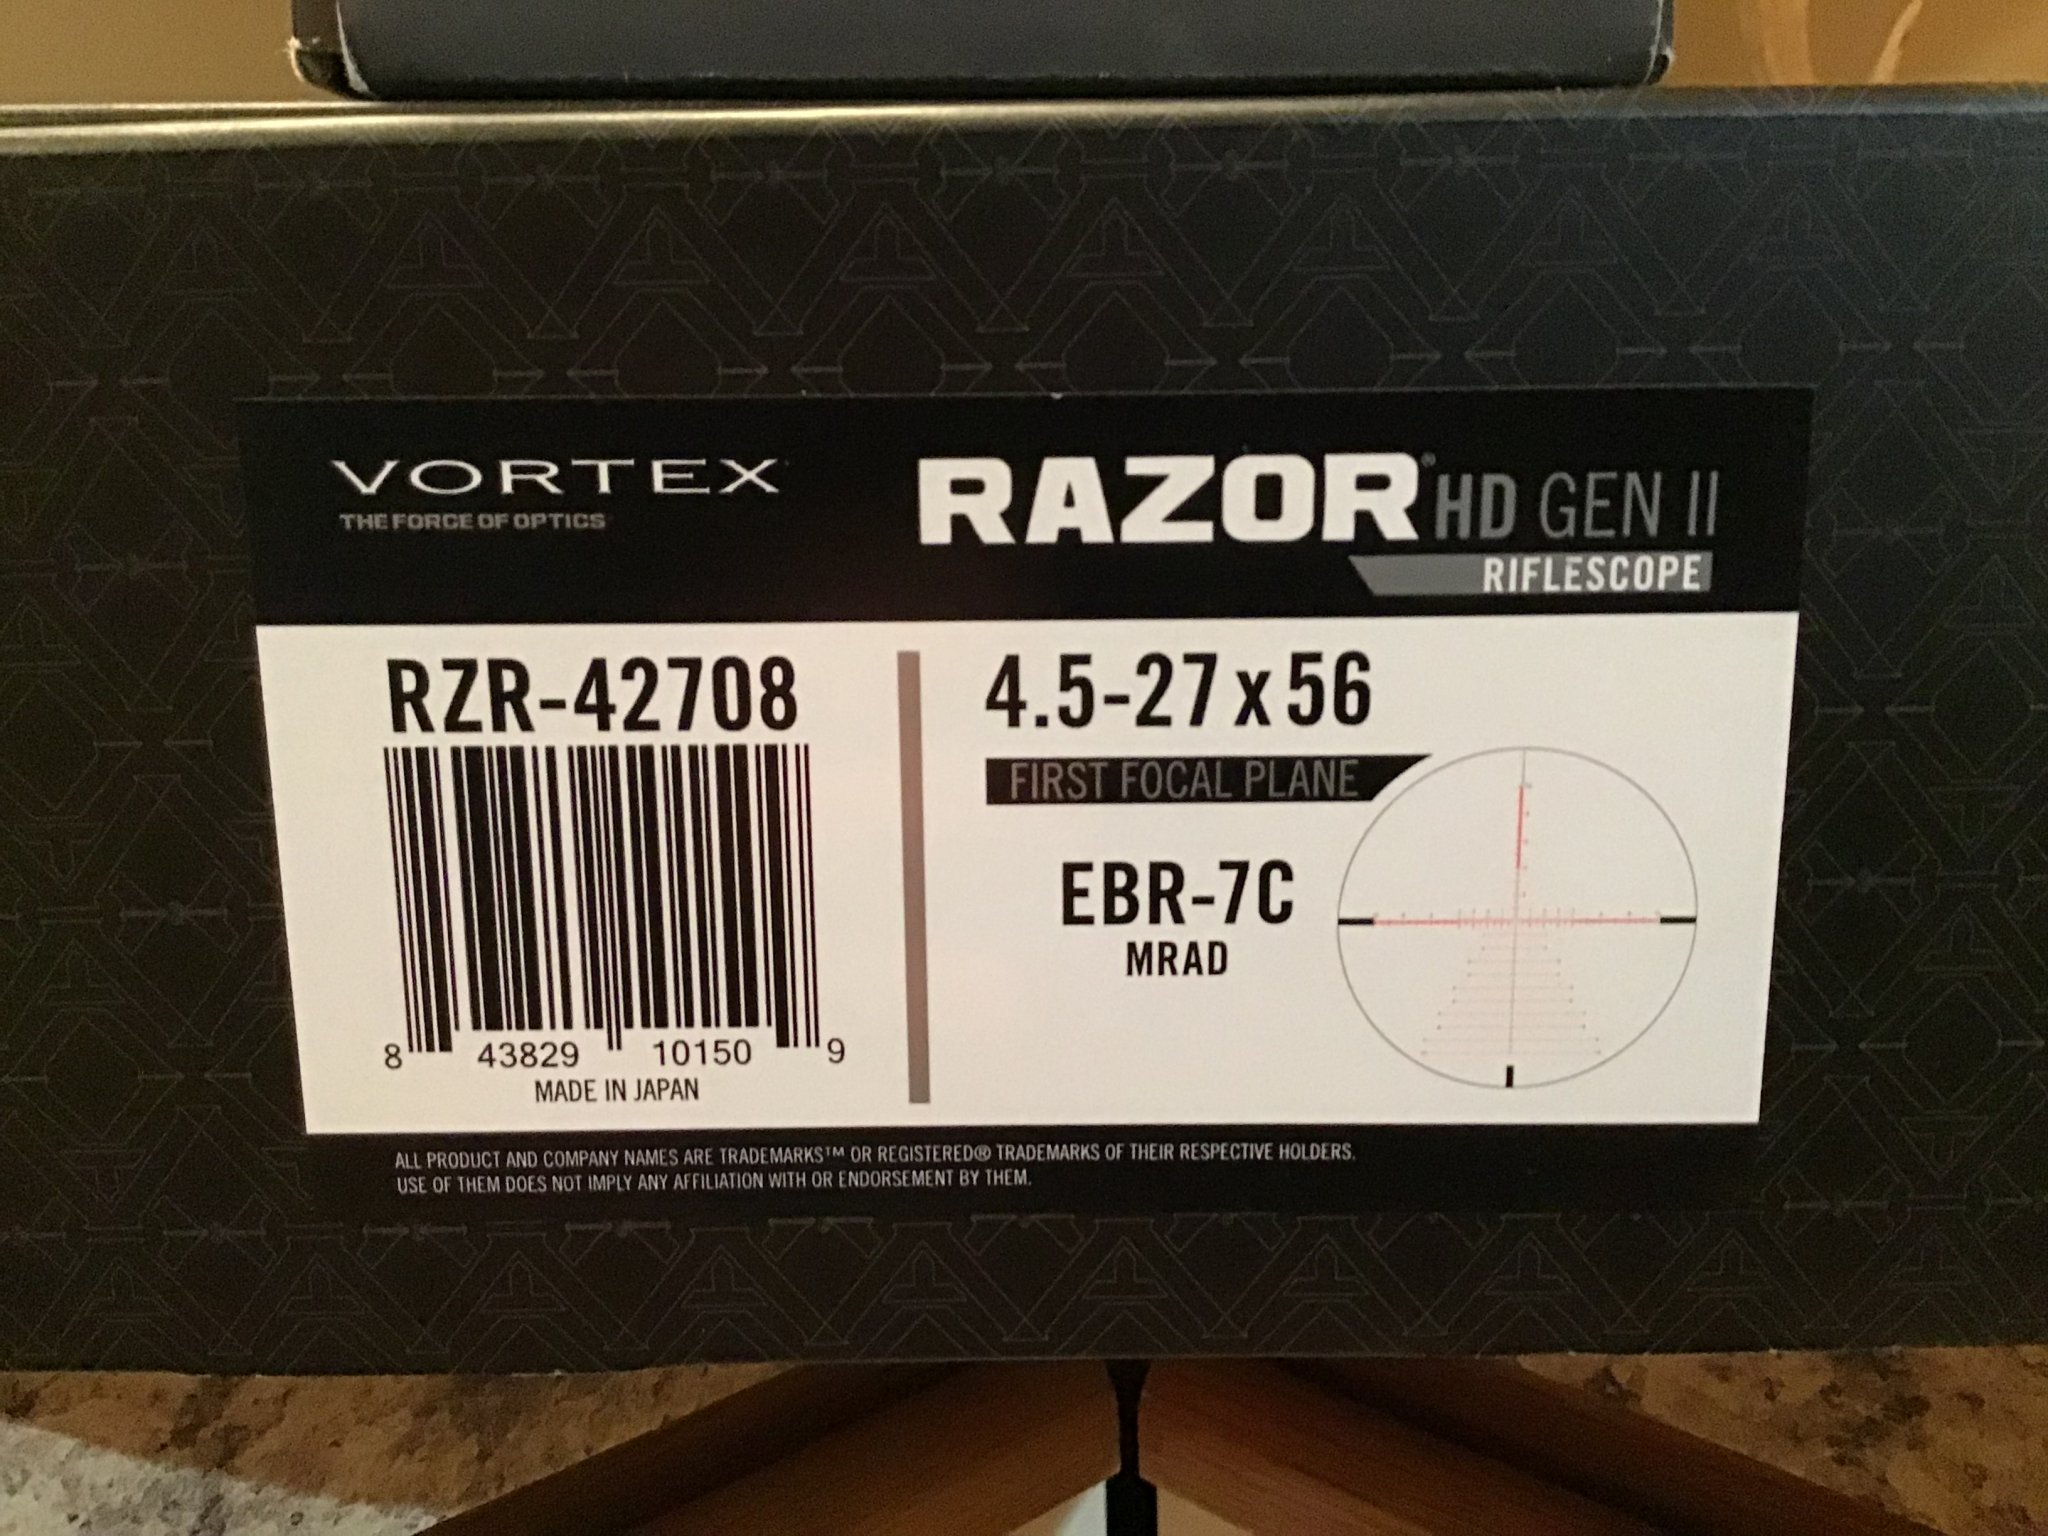 VORTEX
THE FORCE OF OPTICS
RAZOR® HD GEN II
RIFLESCOPE
RZR-42708
8 43829 10150 9
MADE IN JAPAN
4.5-27 x 56
FIRST FOCAL PLANE
EBR-7C
MRAD
ALL PRODUCT AND COMPANY NAMES ARE TRADEMARKS™ OR REGISTERED® TRADEMARKS OF THEIR RESPECTIVE HOLDERS.
USE OF THEM DOES NOT IMPLY ANY AFFILIATION WITH OR ENDORSEMENT BY THEM.